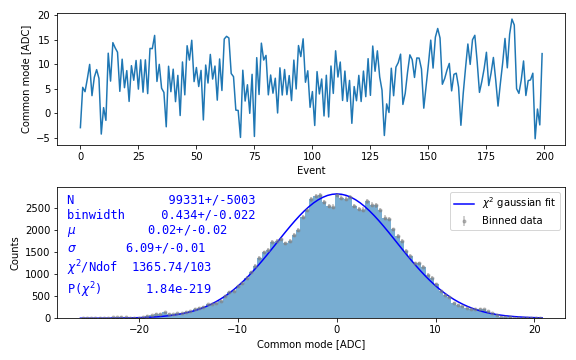 20
15
10
5
0
−5
Common mode [ADC]
0 25 50 75 100 125 150 175 200
Event
2500
2000
1500
1000
500
0
Counts
N 99331+/-5003
binwidth 0.434+/-0.022
μ 0.02+/-0.02
σ 6.09+/-0.01
χ²/Ndof 1365.74/103
P(χ²) 1.84e-219
χ² gaussian fit
Binned data
−20 −10 0 10 20
Common mode [ADC]